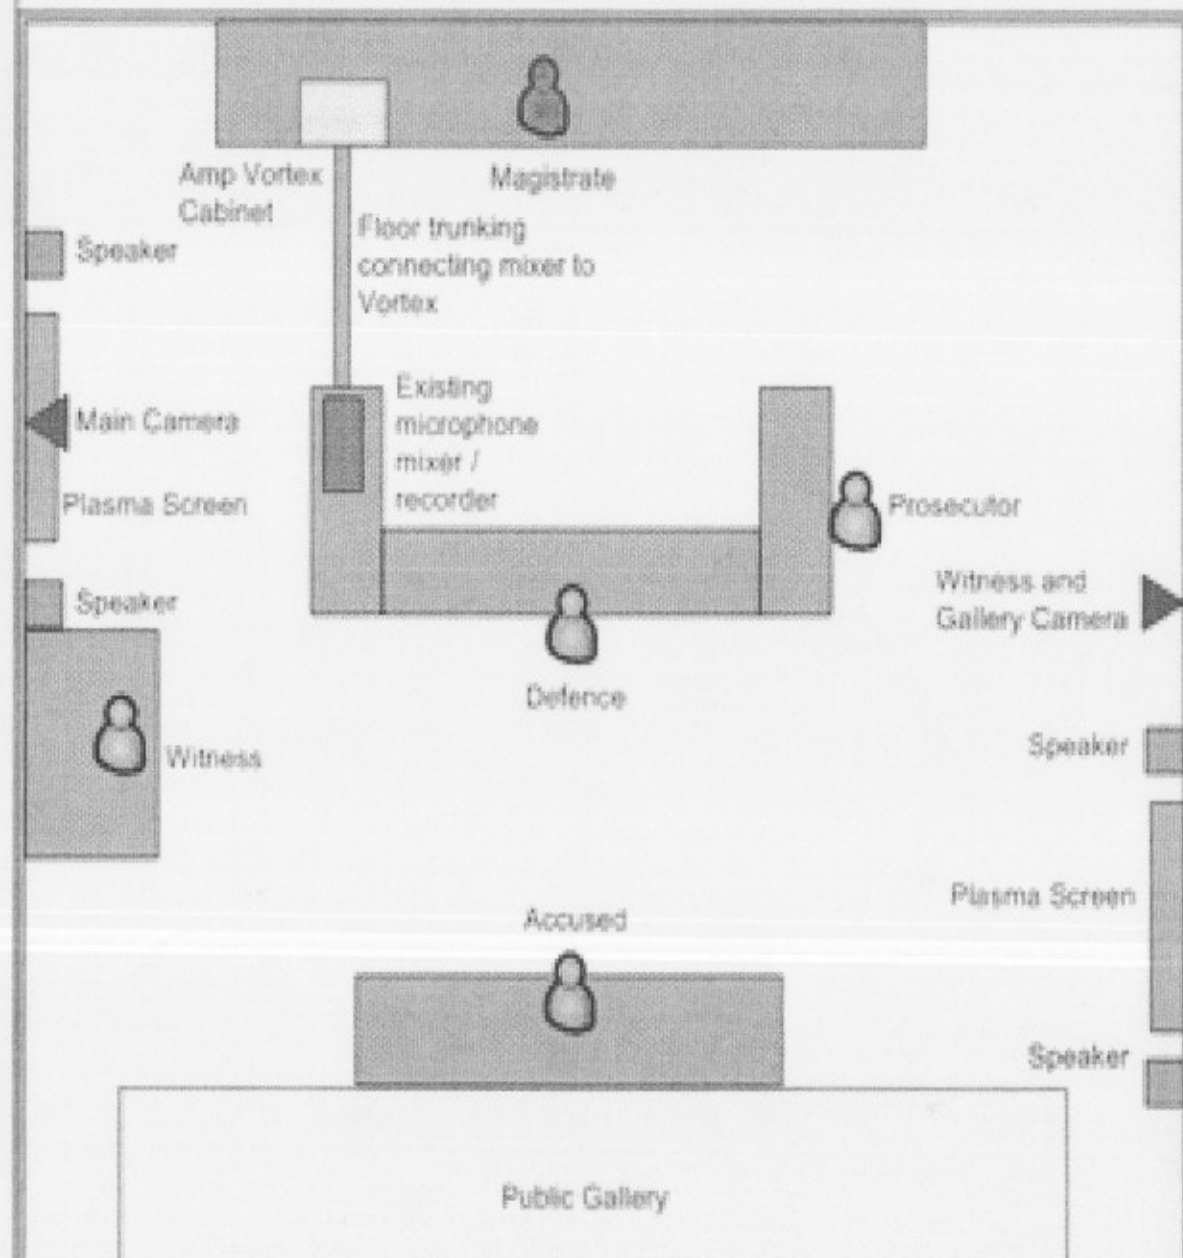 Magistrate
Amp Vortex
Cabinet
Floor trunking
connecting mixer to
Vortex
Speaker
Main Camera
Plasma Screen
Existing
microphone
mixer /
recorder
Prosecutor
Witness and
Gallery Camera
Speaker
Defence
Witness
Speaker
Plasma Screen
Accused
Speaker
Public Gallery